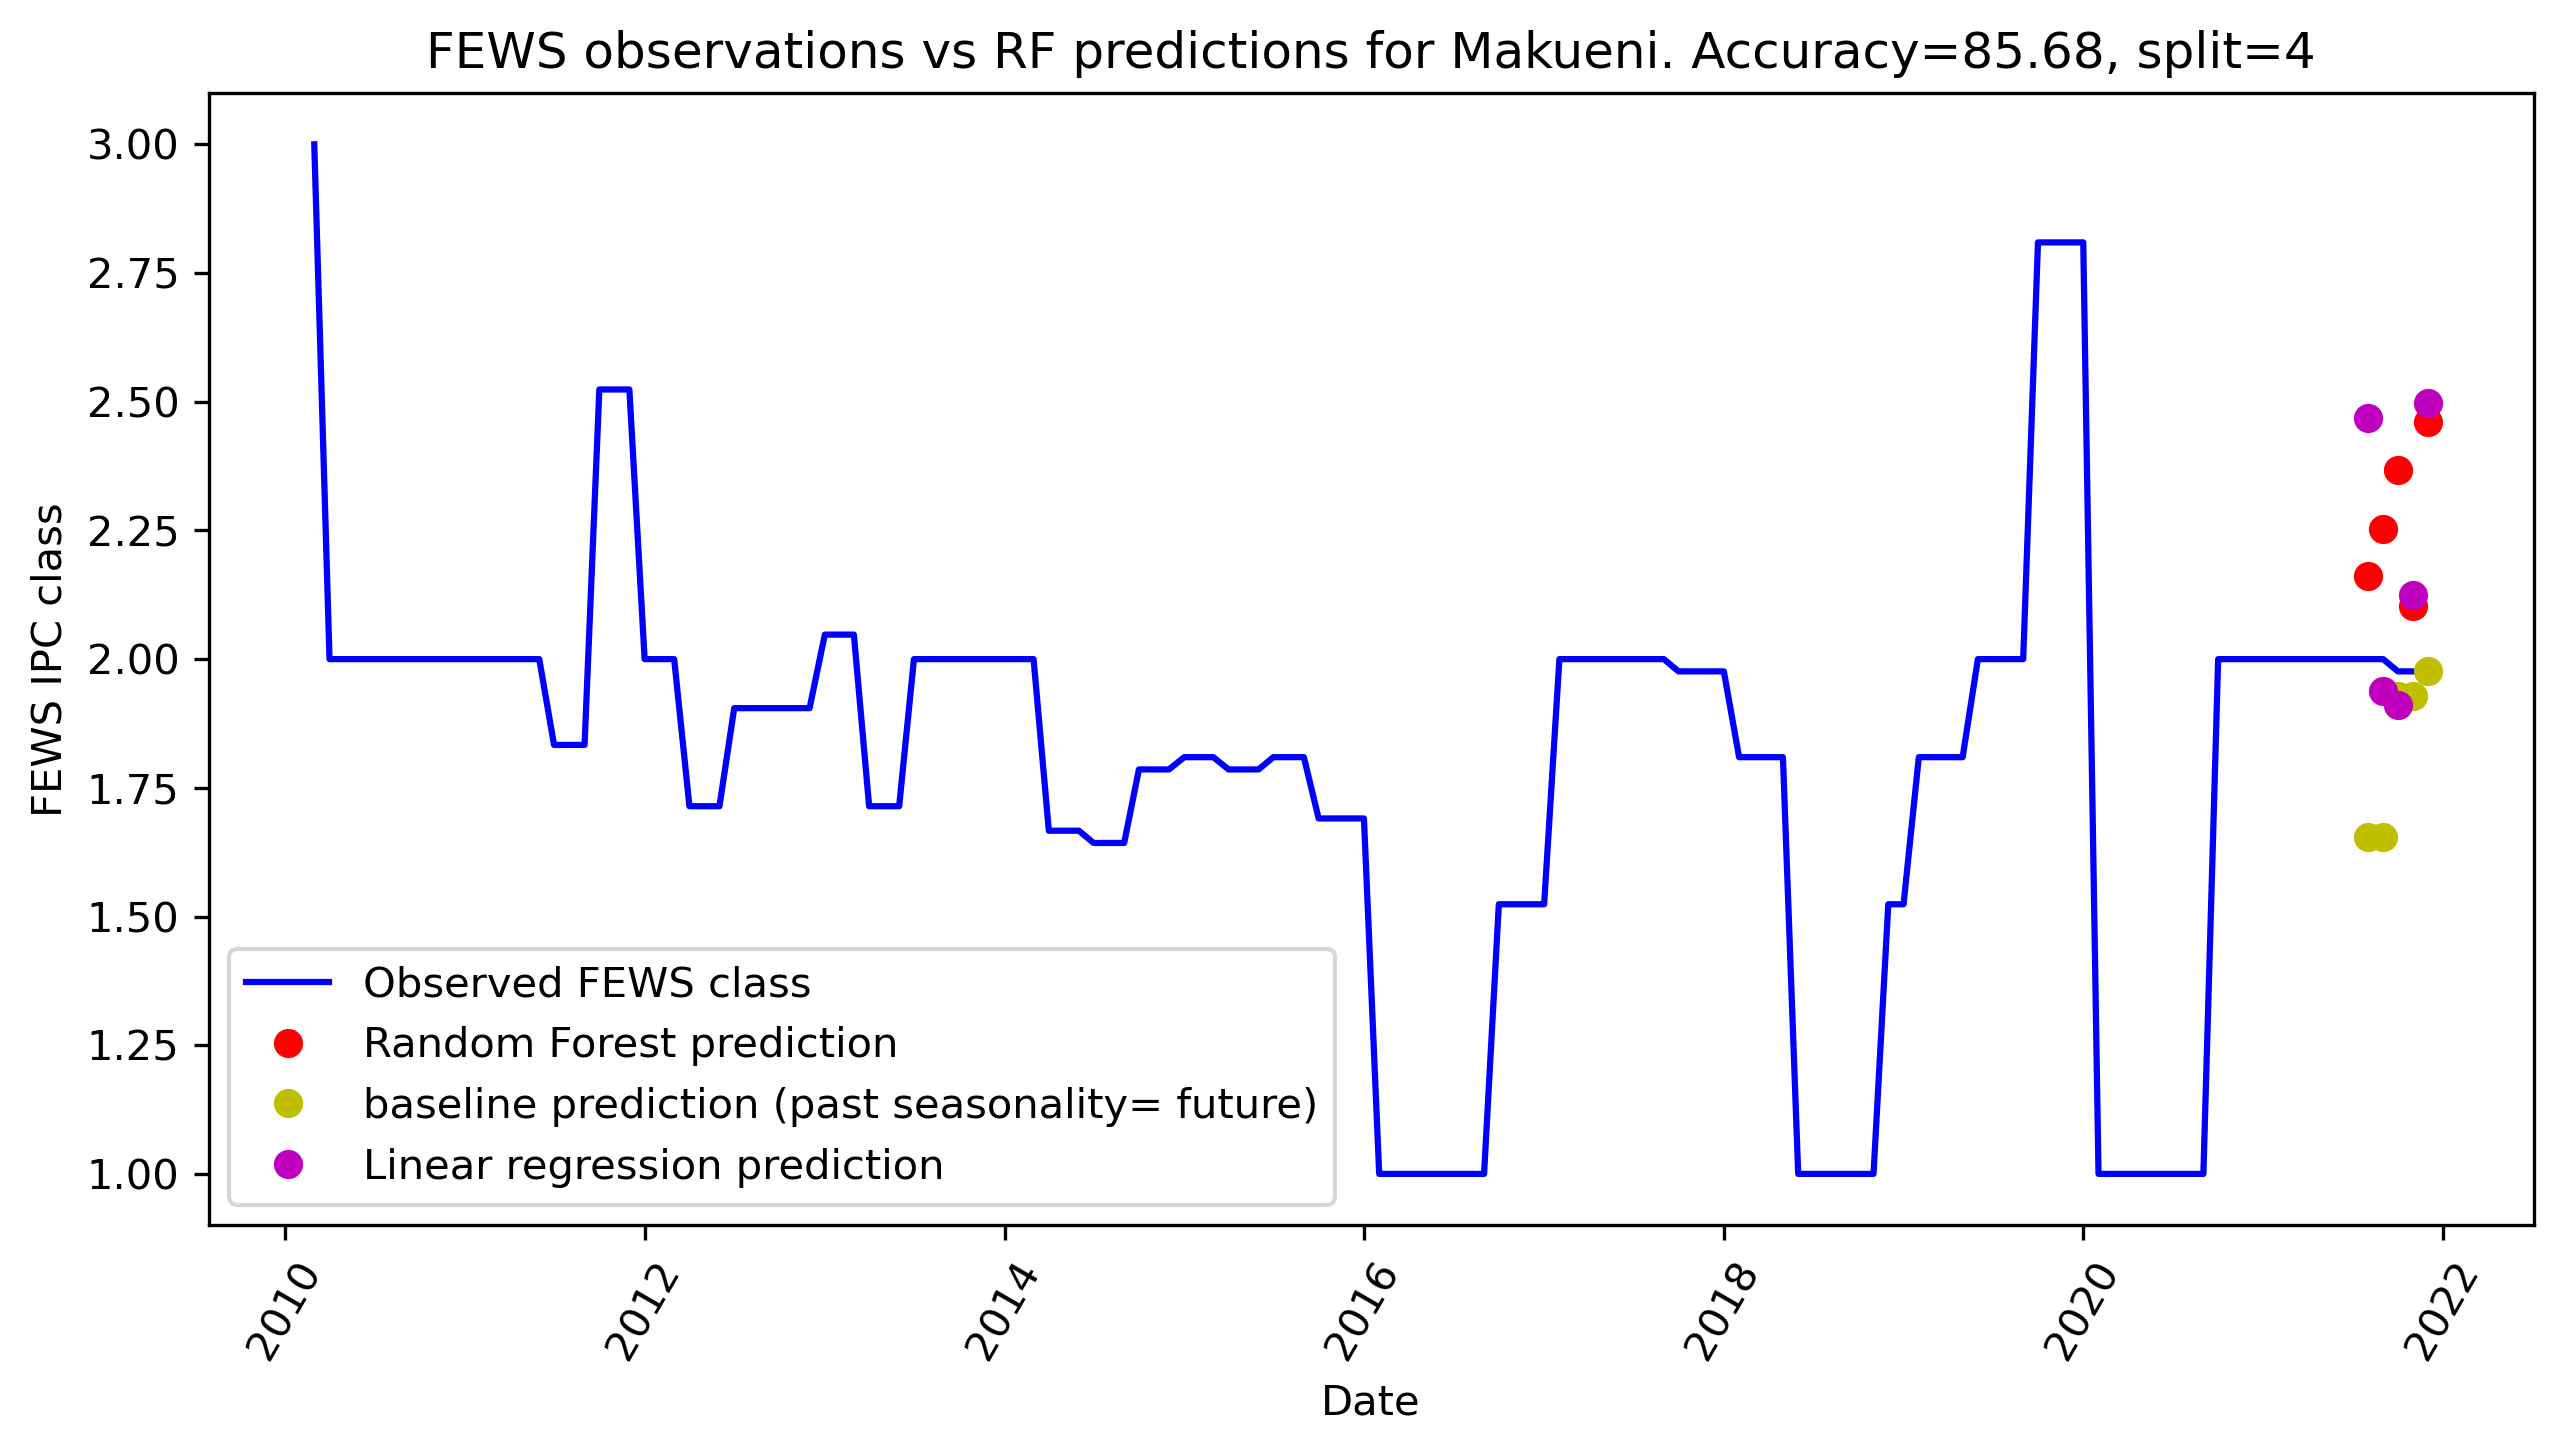 FEWS observations vs RF predictions for Makueni. Accuracy=85.68, split=4
FEWS IPC class
3.00
2.75
2.50
2.25
2.00
1.75
1.50
1.25
1.00
Observed FEWS class
Random Forest prediction
baseline prediction (past seasonality= future)
Linear regression prediction
2010
2012
2014
2016
2018
2020
2022
Date